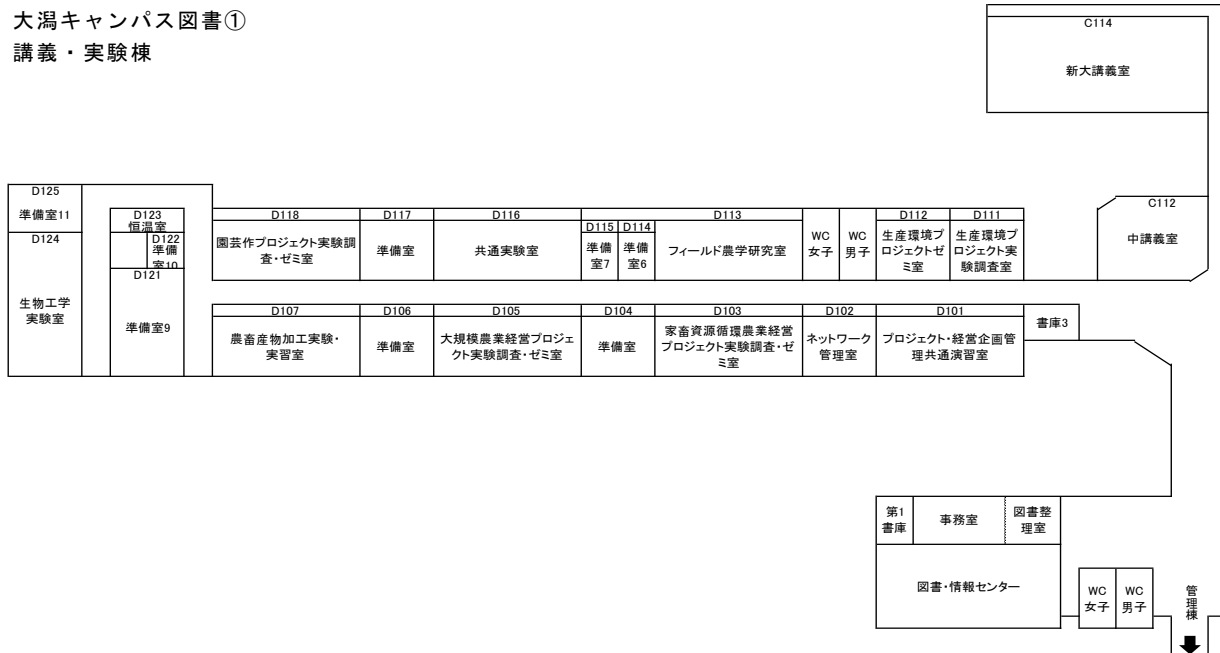 大潟キャンパス図書①
講義・実験棟
C114
新大講義室
D125
準備室11
D124
生物工学
実験室
D123
恒温室
D122
準備
室10
D121
準備室9
D118
園芸作プロジェクト実験調
査・ゼミ室
D117
準備室
D116
共通実験室
D115
準備
室7
D114
準備
室6
D113
フィールド農学研究室
WC
女子
WC
男子
D112
生産環境プ
ロジェクトゼ
ミ室
D111
生産環境プ
ロジェクト実
験調査室
C112
中講義室
D107
農畜産物加工実験・
実習室
D106
準備室
D105
大規模農業経営プロジェ
クト実験調査・ゼミ室
D104
準備室
D103
家畜資源循環農業経営
プロジェクト実験調査・ゼ
ミ室
D102
ネットワーク
管理室
D101
プロジェクト・経営企画管
理共通演習室
書庫3
第1
書庫
事務室
図書整
理室
図書・情報センター
WC
女子
WC
男子
管理棟